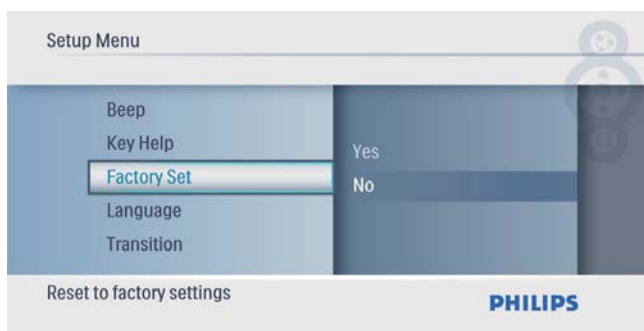 Setup Menu
Beep
Key Help
Factory Set
Language
Transition
Yes
No
Reset to factory settings
PHILIPS